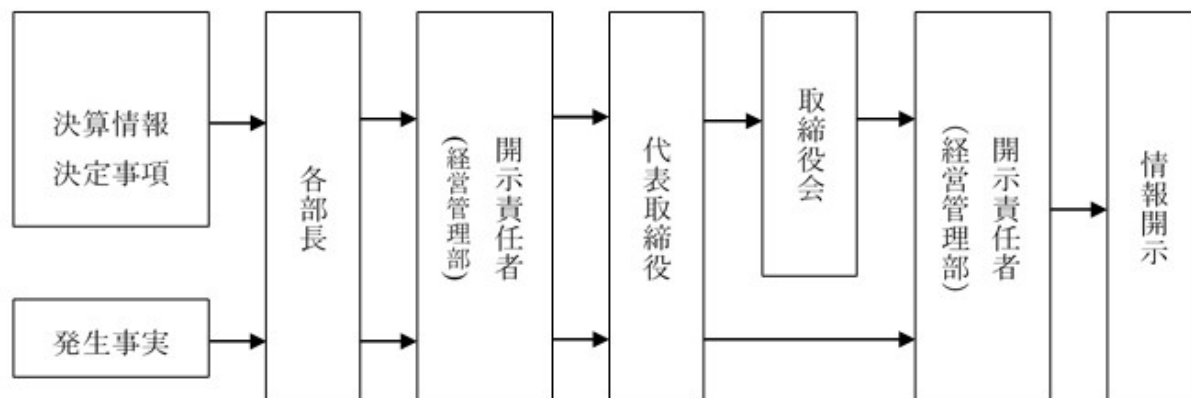 決算情報
決定事項
発生事実
各部長
開示責任者
(経営管理部)
代表取締役
取締役会
開示責任者
(経営管理部)
情報開示